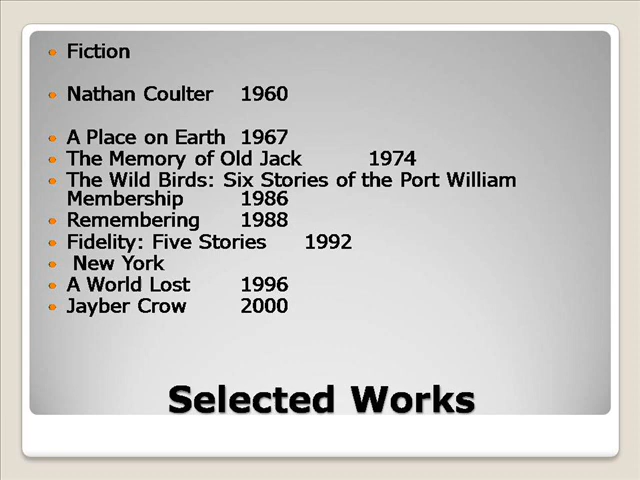 Fiction
Nathan Coulter 1960
A Place on Earth 1967
The Memory of Old Jack 1974
The Wild Birds: Six Stories of the Port William
Membership 1986
Remembering 1988
Fidelity: Five Stories 1992
New York
A World Lost 1996
Jayber Crow 2000
Selected Works